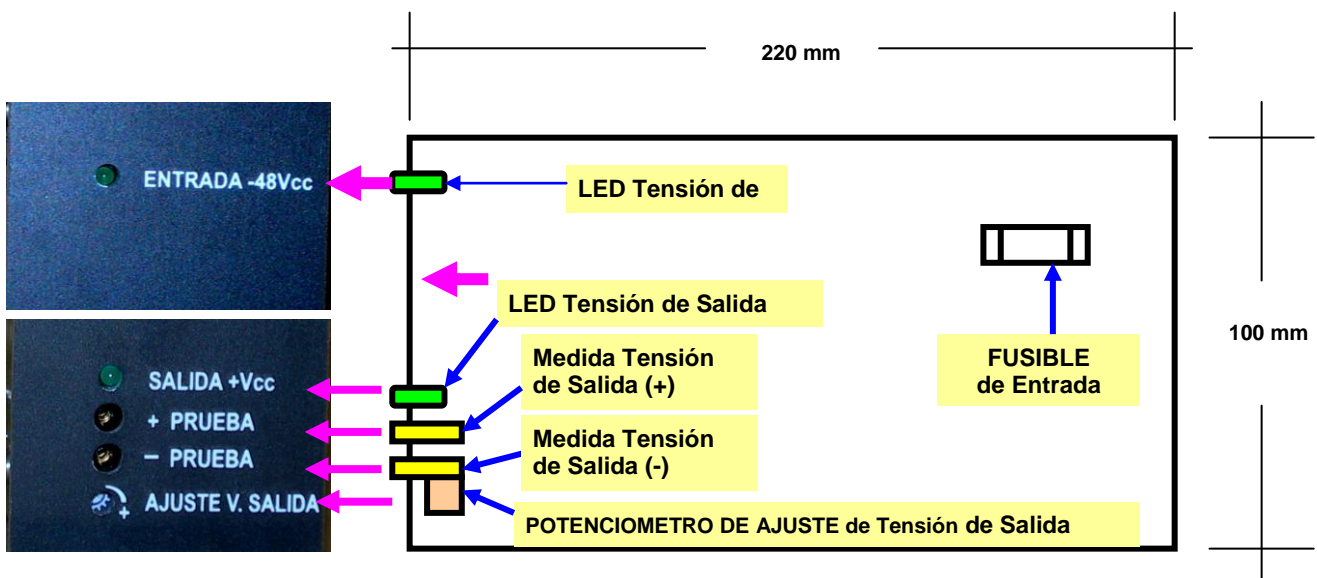 220 mm
ENTRADA -48Vcc
LED Tensión de
LED Tensión de Salida
SALIDA +Vcc
+ PRUEBA
− PRUEBA
AJUSTE V. SALIDA
+
Medida Tensión
de Salida (+)
Medida Tensión
de Salida (-)
POTENCIOMETRO DE AJUSTE de Tensión de Salida
FUSIBLE
de Entrada
100 mm